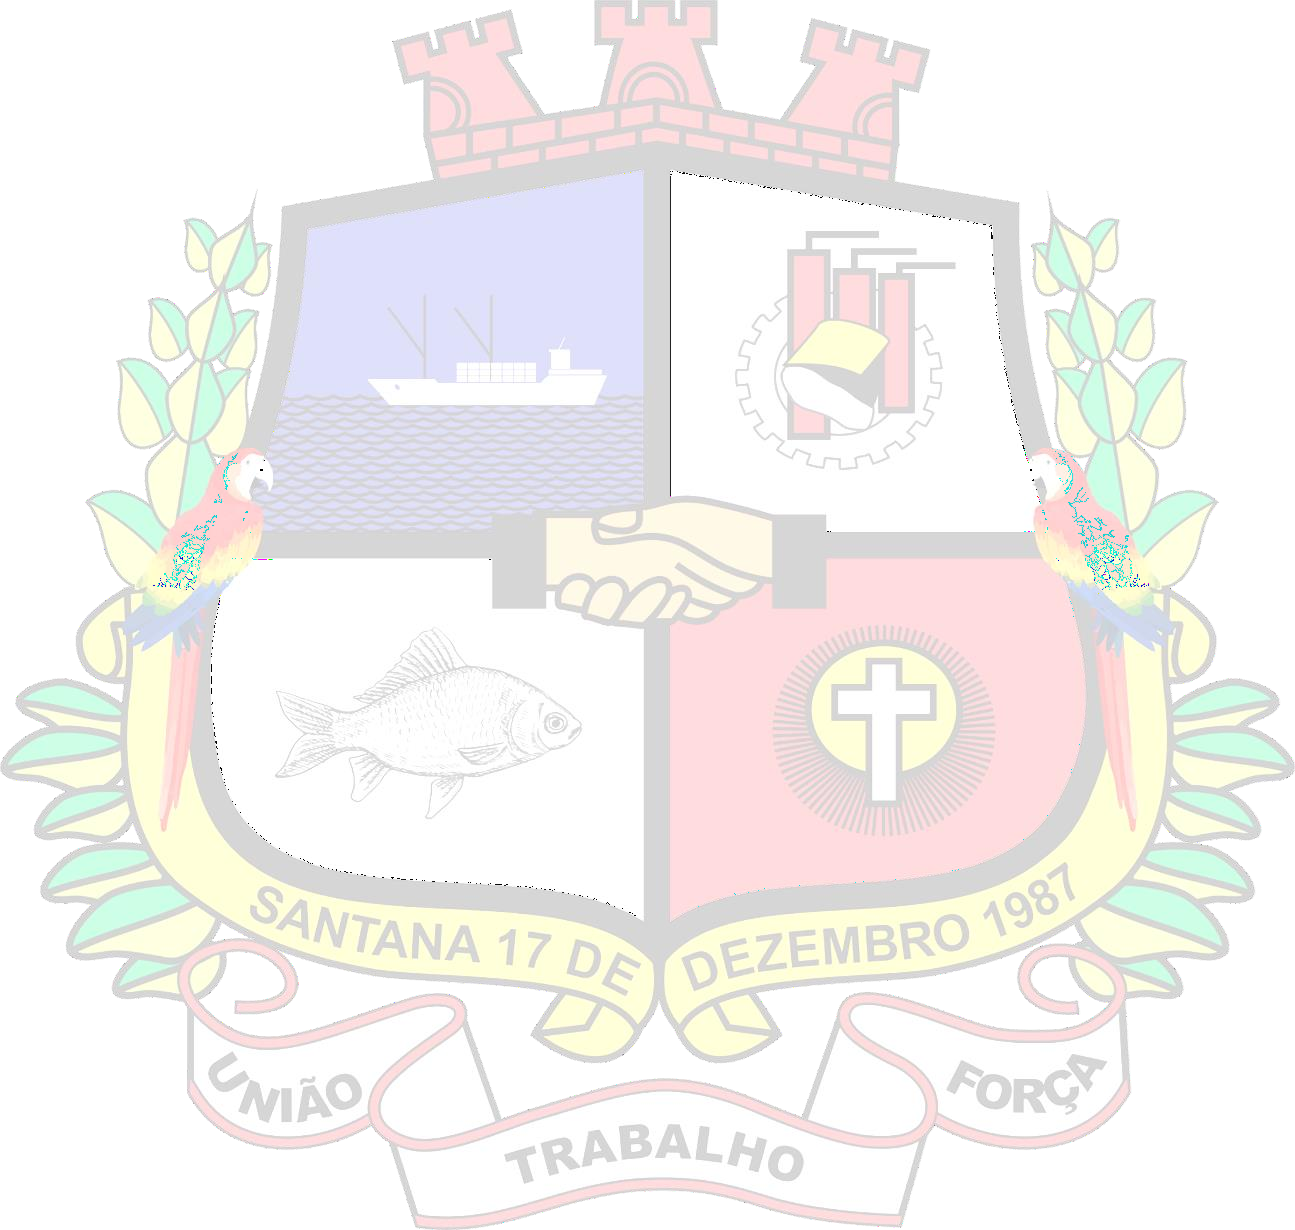 SANTANA 17 DE DEZEMBRO 1987
UNIÃO
TRABALHO
FORÇA